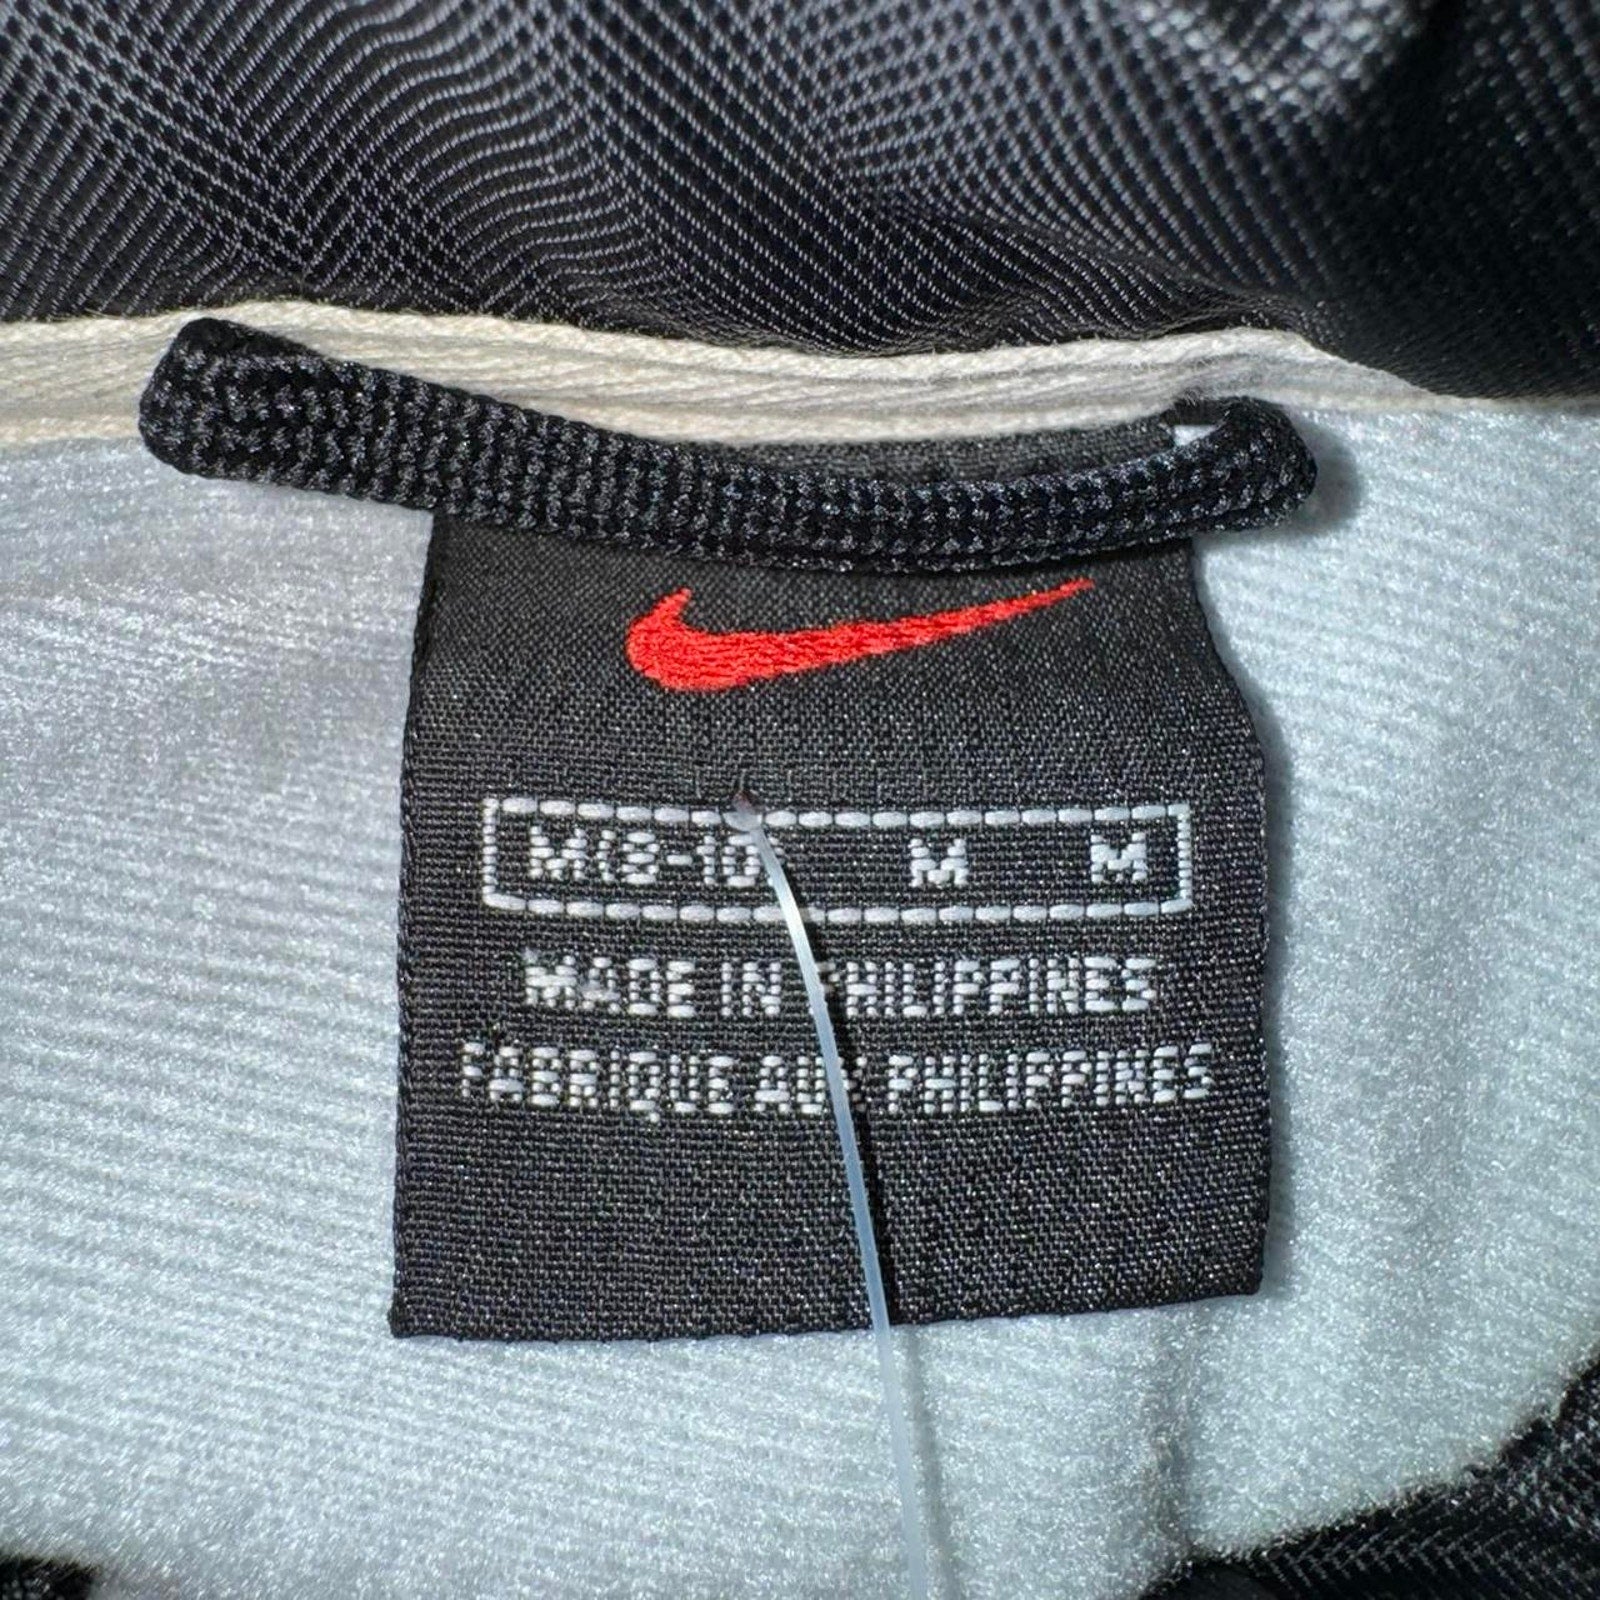 M(8-10) M M
MADE IN PHILIPPINES
FABRIQUE AUX PHILIPPINES